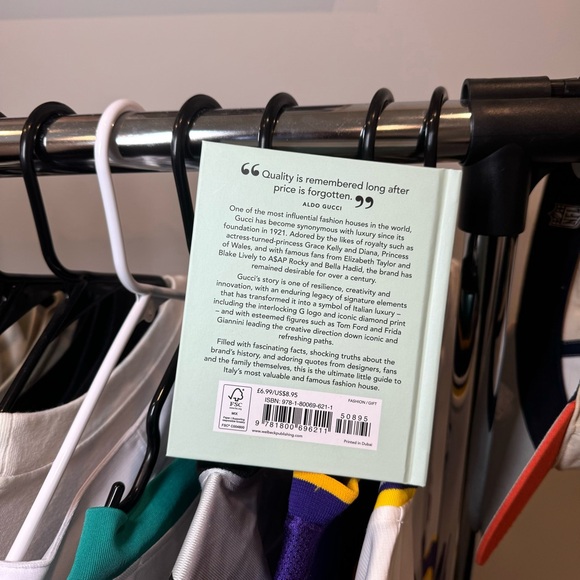 “Quality is remembered long after
price is forgotten.”
ALDO GUCCI
One of the most influential fashion houses in the world,
Gucci has become synonymous with luxury since its
foundation in 1921. Adored by the likes of royalty such as
actress-turned-princess Grace Kelly and Diana, Princess
of Wales, and with famous fans from Elizabeth Taylor and
Blake Lively to A$AP Rocky and Bella Hadid, the brand has
remained desirable for over a century.
Gucci's story is one of resilience, creativity and
innovation, with an enduring legacy of signature elements
that has transformed it into a symbol of Italian luxury –
including the interlocking G logo and iconic diamond print
– and with esteemed figures such as Tom Ford and Frida
Giannini leading the creative direction down iconic and
refreshing paths.
Filled with fascinating facts, shocking truths about the
brand's history, and adoring quotes from designers, fans
and the family themselves, this is the ultimate little guide to
Italy's most valuable and famous fashion house.
£6.99/US$8.95
FASHION / GIFT
ISBN: 978-1-80069-621-1
50895
9 781800 696211
FSC
MIX
www.welbeckpublishing.com
Printed in Dubai